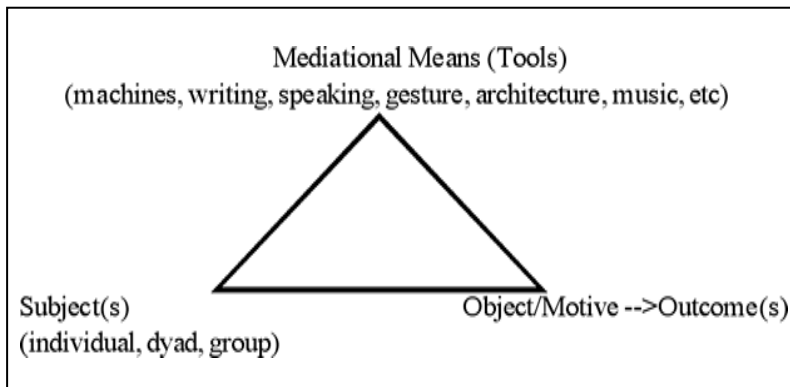 Mediational Means (Tools)
(machines, writing, speaking, gesture, architecture, music, etc)
Subject(s)
Object/Motive -->Outcome(s)
(individual, dyad, group)